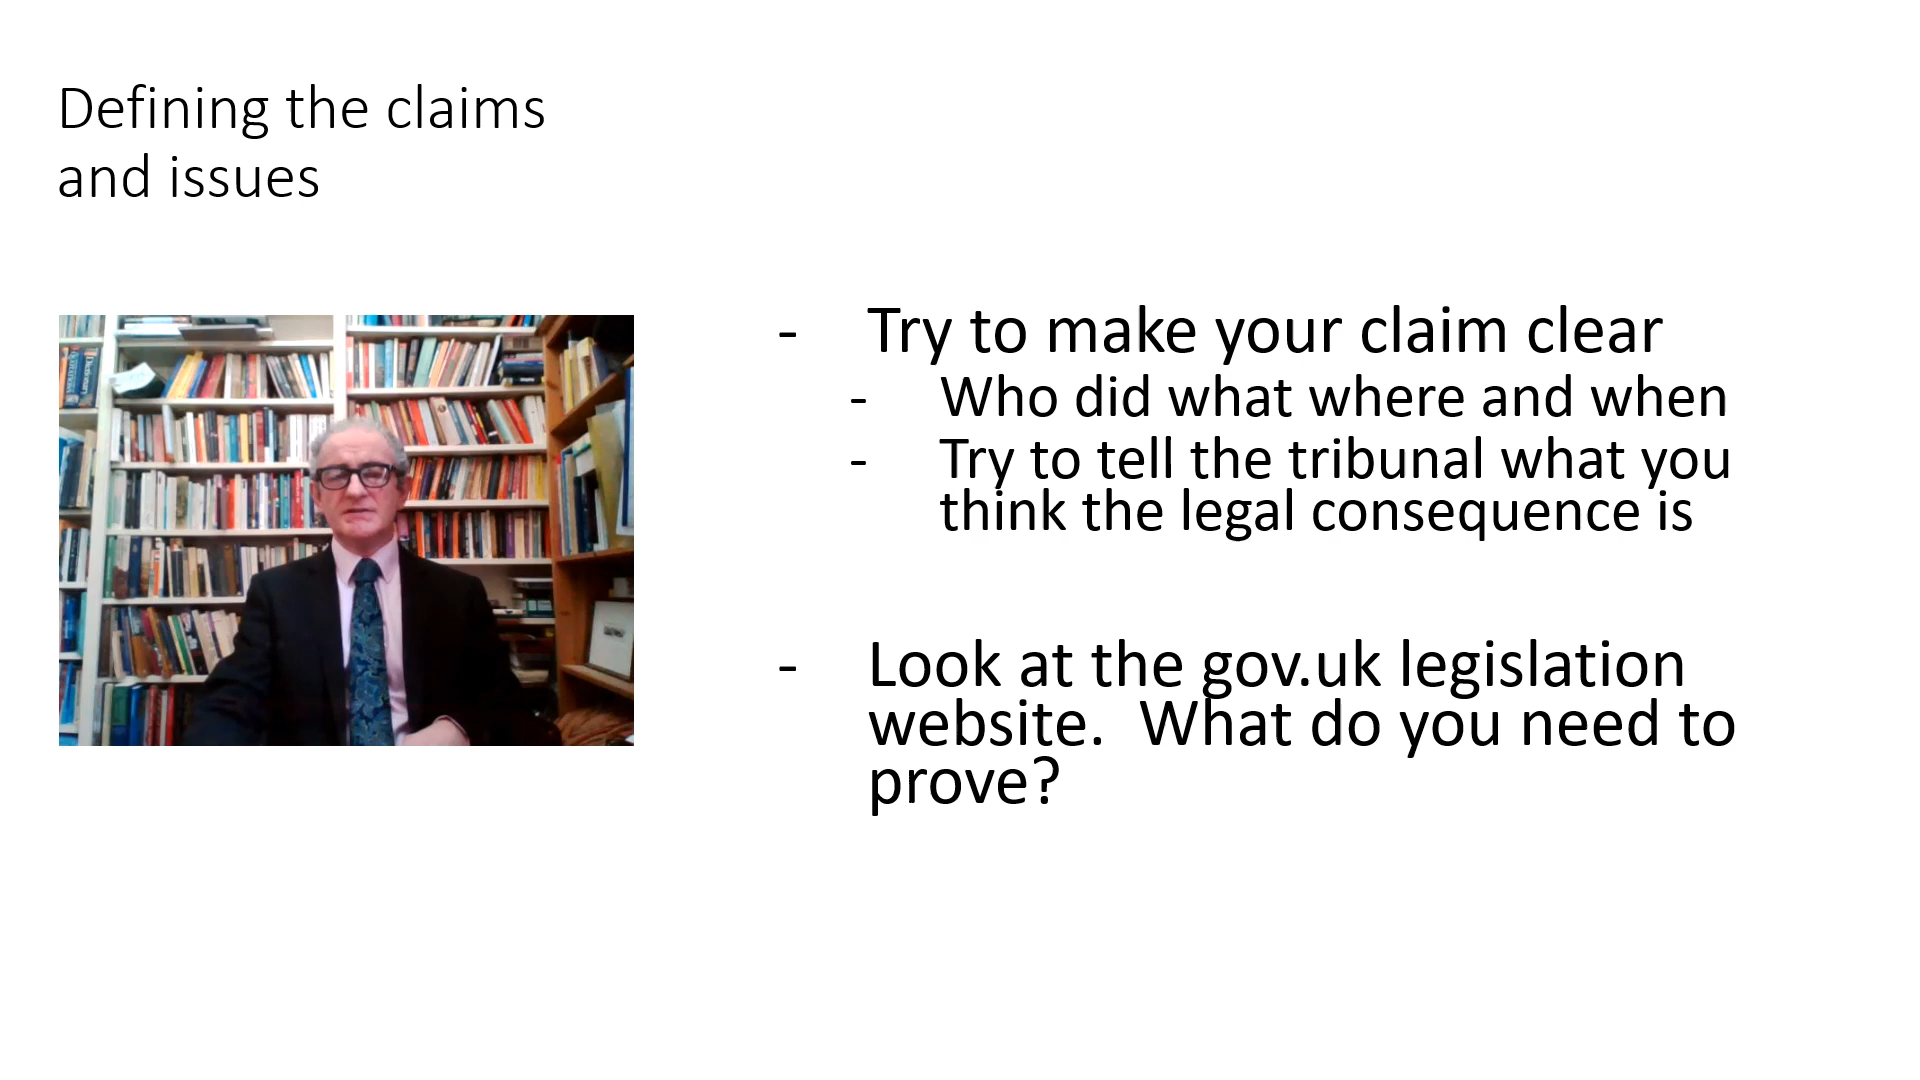 Defining the claims
and issues
- Try to make your claim clear
- Who did what where and when
- Try to tell the tribunal what you
think the legal consequence is
- Look at the gov.uk legislation
website.  What do you need to
prove?